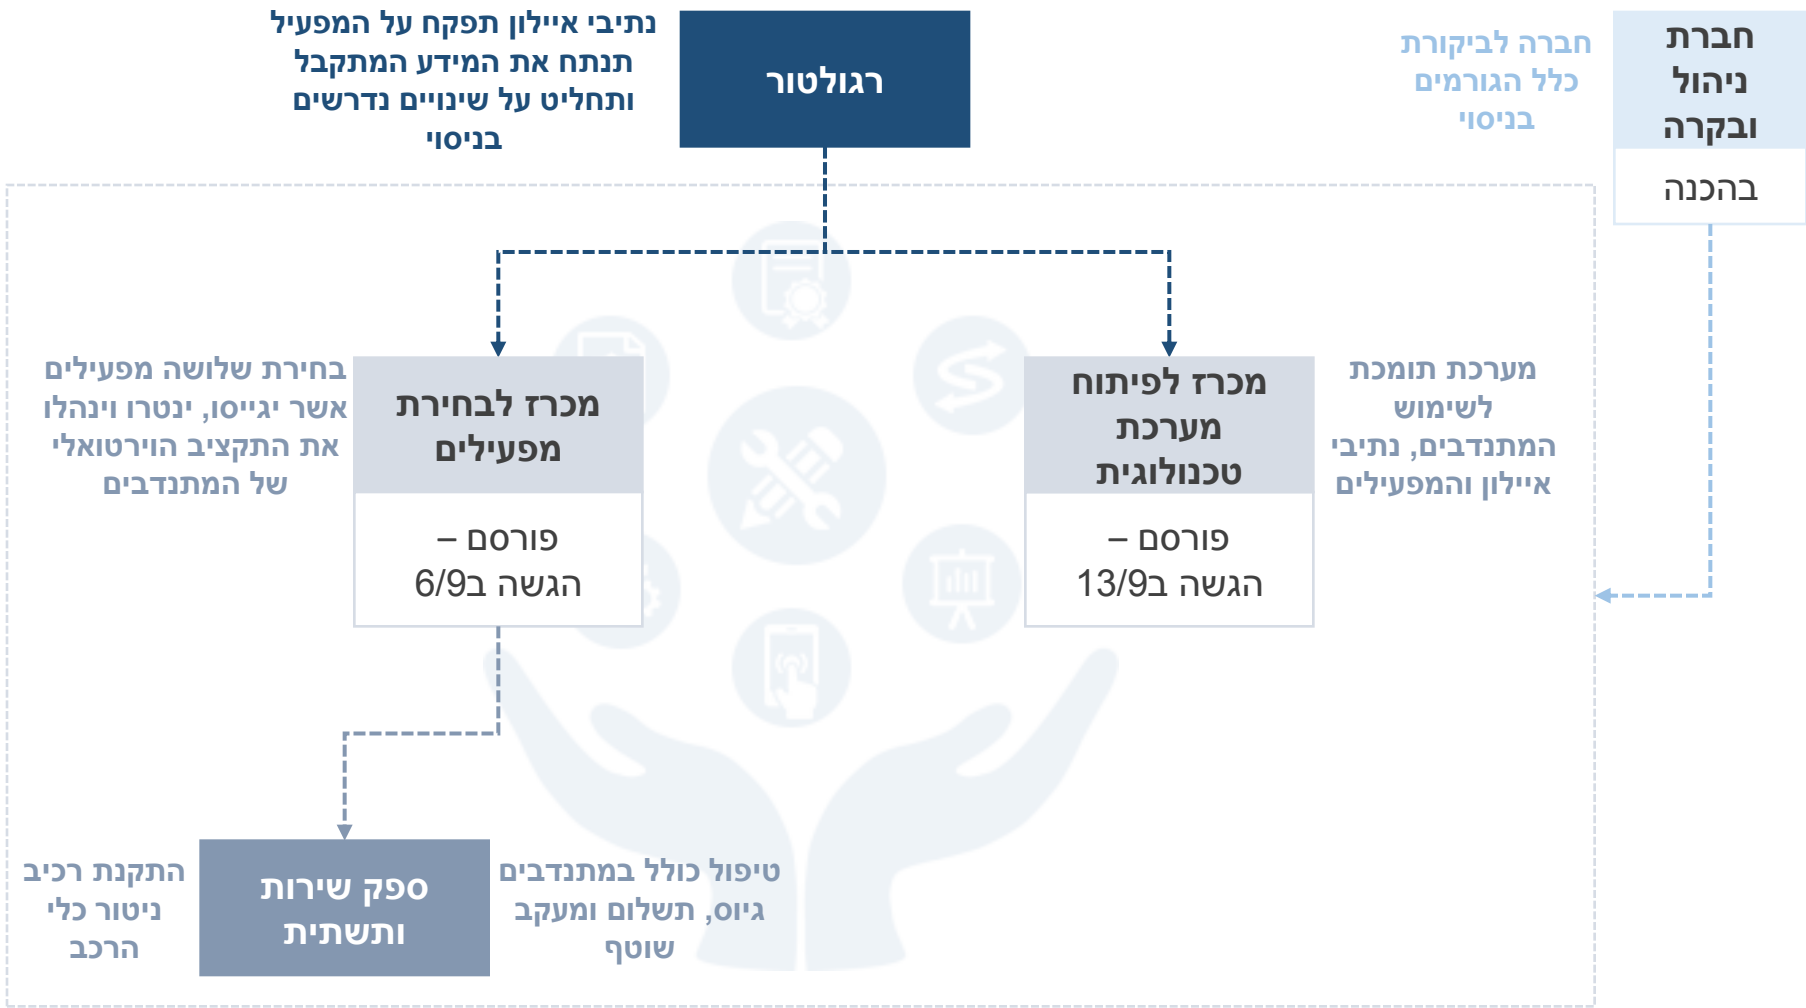 חברת
ניהול
ובקרה
בהכנה
חברה לביקורת
כלל הגורמים
בניסוי
רגולטור
נתיבי איילון תפקח על המפעיל
תנתח את המידע המתקבל
ותחליט על שינויים נדרשים
בניסוי
מערכת תומכת
לשימוש
המתנדבים, נתיבי
איילון והמפעילים
מכרז לפיתוח
מערכת
טכנולוגית
פורסם –
הגשה ב13/9
מכרז לבחירת
מפעילים
פורסם –
הגשה ב6/9
בחירת שלושה מפעילים
אשר יגייסו, ינטרו וינהלו
את התקציב הוירטואלי
של המתנדבים
טיפול כולל במתנדבים
גיוס, תשלום ומעקב
שוטף
ספק שירות
ותשתית
התקנת רכיב
ניטור כלי
הרכב